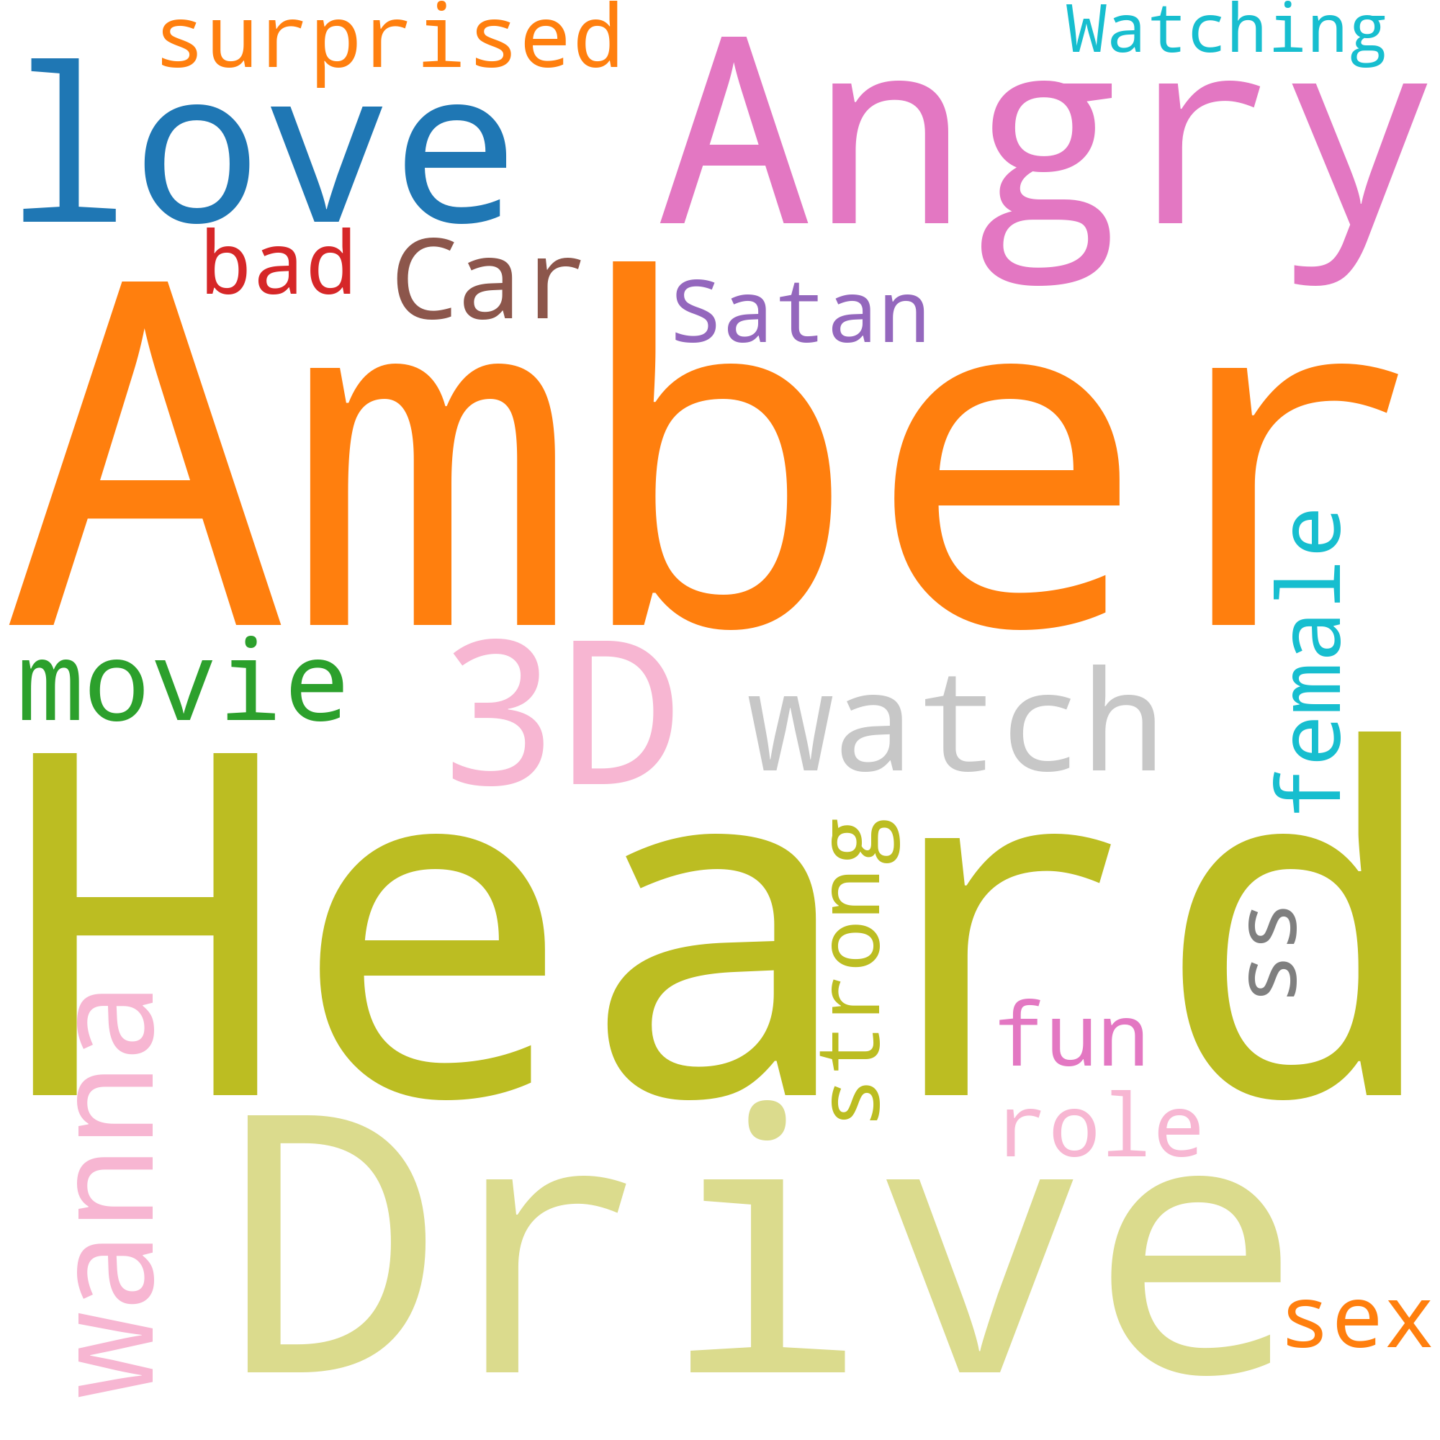 surprised
Watching
love
Angry
bad
Car
Satan
Amber
female
movie
3D
watch
Heard
strong
ss
wanna
fun
role
Drive
sex